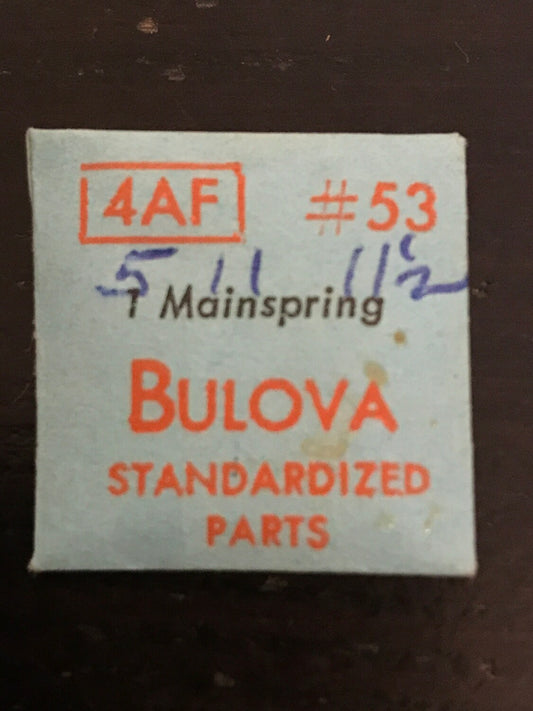 4AF #53
5 11 11½
1 Mainspring
BULOVA
STANDARDIZED
PARTS